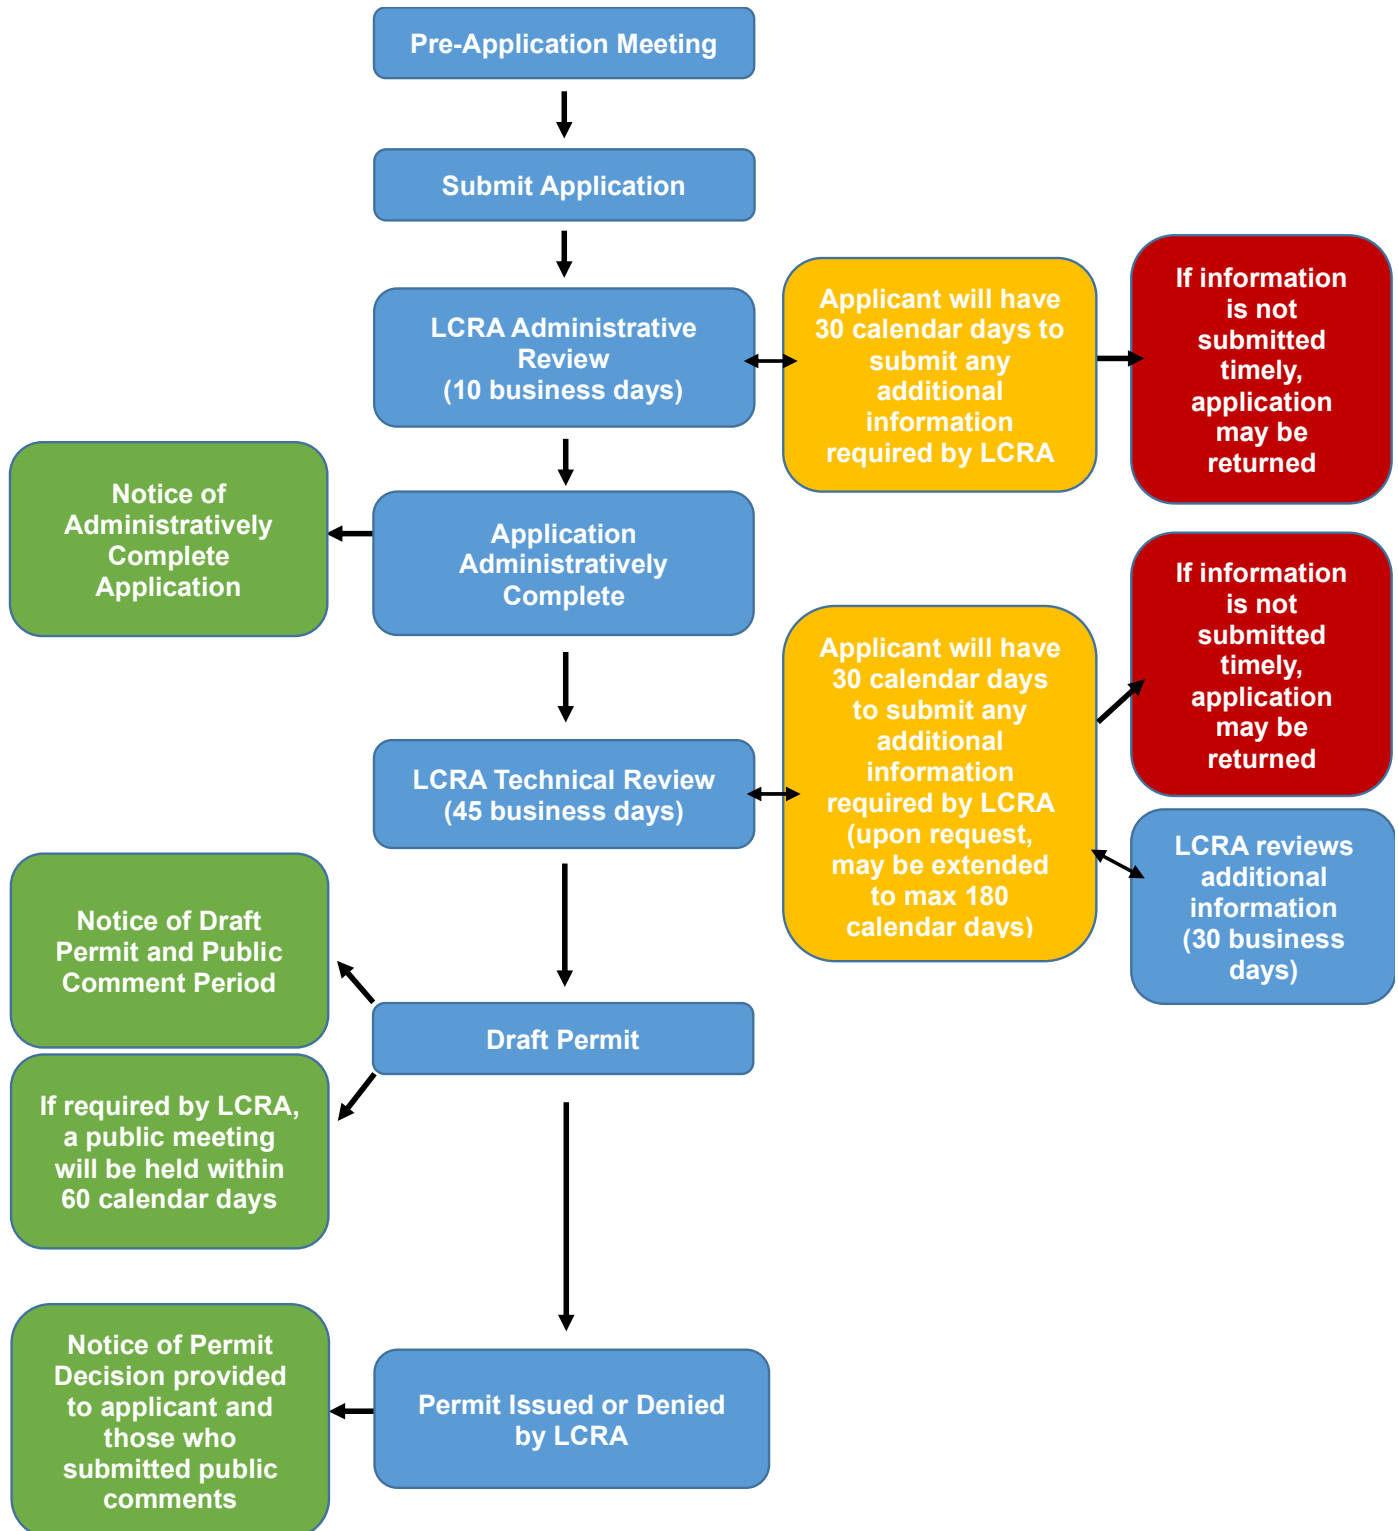 Pre-Application Meeting
Submit Application
LCRA Administrative
Review
(10 business days)
Applicant will have
30 calendar days to
submit any
additional
information
required by LCRA
If information
is not
submitted
timely,
application
may be
returned
Notice of
Administratively
Complete
Application
Application
Administratively
Complete
If information
is not
submitted
timely,
application
may be
returned
LCRA Technical Review
(45 business days)
Applicant will have
30 calendar days
to submit any
additional
information
required by LCRA
(upon request,
may be extended
to max 180
calendar days)
LCRA reviews
additional
information
(30 business
days)
Notice of Draft
Permit and Public
Comment Period
Draft Permit
If required by LCRA,
a public meeting
will be held within
60 calendar days
Notice of Permit
Decision provided
to applicant and
those who
submitted public
comments
Permit Issued or Denied
by LCRA